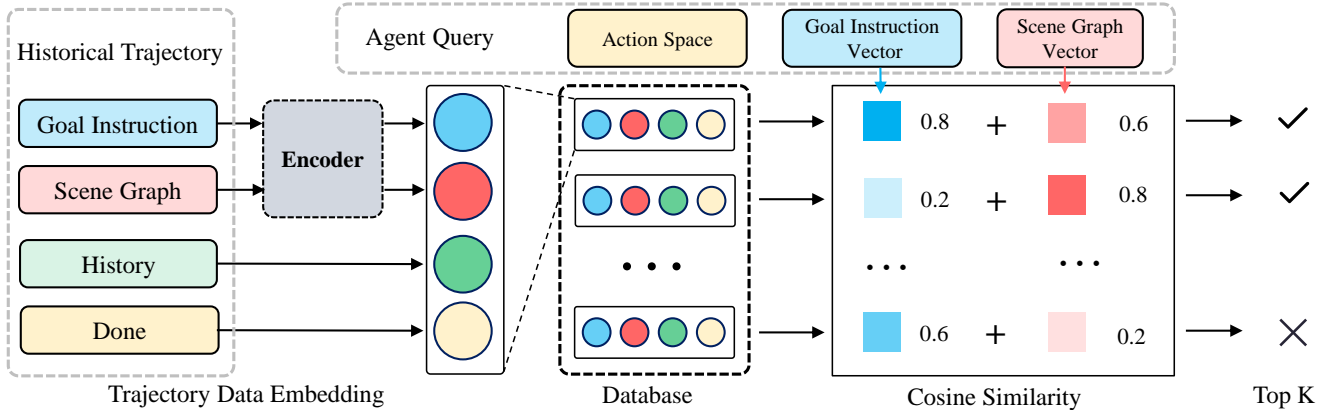 Historical Trajectory
Agent Query
Action Space
Goal Instruction
Vector
Scene Graph
Vector
Goal Instruction
Scene Graph
History
Done
Encoder
0.8 + 0.6
0.2 + 0.8
0.6 + 0.2
Trajectory Data Embedding
Database
Cosine Similarity
Top K